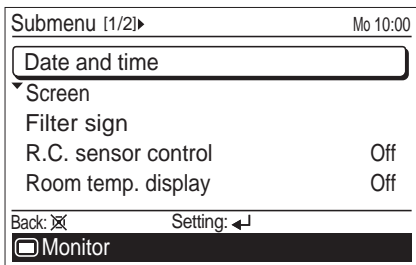 Submenu [1/2]▸ Mo 10:00
Date and time
Screen
Filter sign
R.C. sensor control Off
Room temp. display Off
Back: Setting: ↵
Monitor